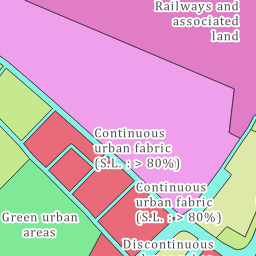 Railways and
associated
land
Continuous
urban fabric
(S.L. : > 80%)
Continuous
urban fabric
(S.L. : > 80%)
Green urban
areas
Discontinuous